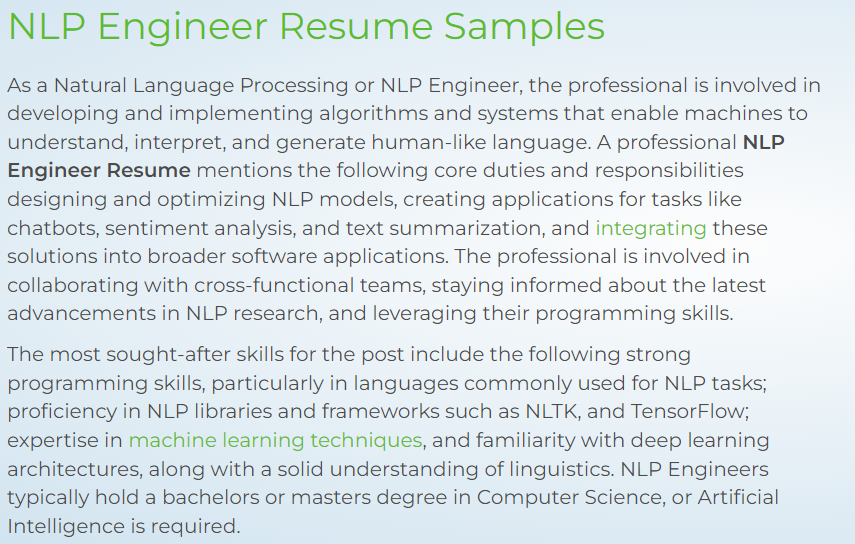 NLP Engineer Resume Samples
As a Natural Language Processing or NLP Engineer, the professional is involved in
developing and implementing algorithms and systems that enable machines to
understand, interpret, and generate human-like language. A professional NLP
Engineer Resume mentions the following core duties and responsibilities
designing and optimizing NLP models, creating applications for tasks like
chatbots, sentiment analysis, and text summarization, and integrating these
solutions into broader software applications. The professional is involved in
collaborating with cross-functional teams, staying informed about the latest
advancements in NLP research, and leveraging their programming skills.
The most sought-after skills for the post include the following strong
programming skills, particularly in languages commonly used for NLP tasks;
proficiency in NLP libraries and frameworks such as NLTK, and TensorFlow;
expertise in machine learning techniques, and familiarity with deep learning
architectures, along with a solid understanding of linguistics. NLP Engineers
typically hold a bachelors or masters degree in Computer Science, or Artificial
Intelligence is required.